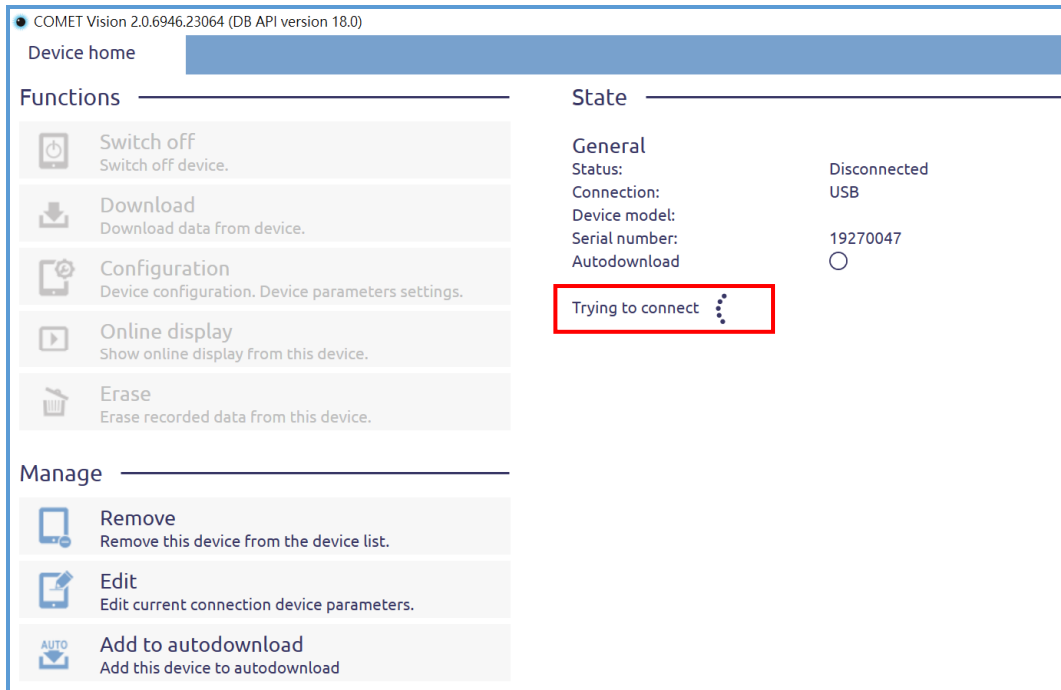 COMET Vision 2.0.6946.23064 (DB API version 18.0)
Device home
Functions
Switch off
Switch off device.
Download
Download data from device.
Configuration
Device configuration. Device parameters settings.
Online display
Show online display from this device.
Erase
Erase recorded data from this device.
Manage
Remove
Remove this device from the device list.
Edit
Edit current connection device parameters.
AUTO
Add to autodownload
Add this device to autodownload
State
General
Status: Disconnected
Connection: USB
Device model:
Serial number: 19270047
Autodownload
Trying to connect